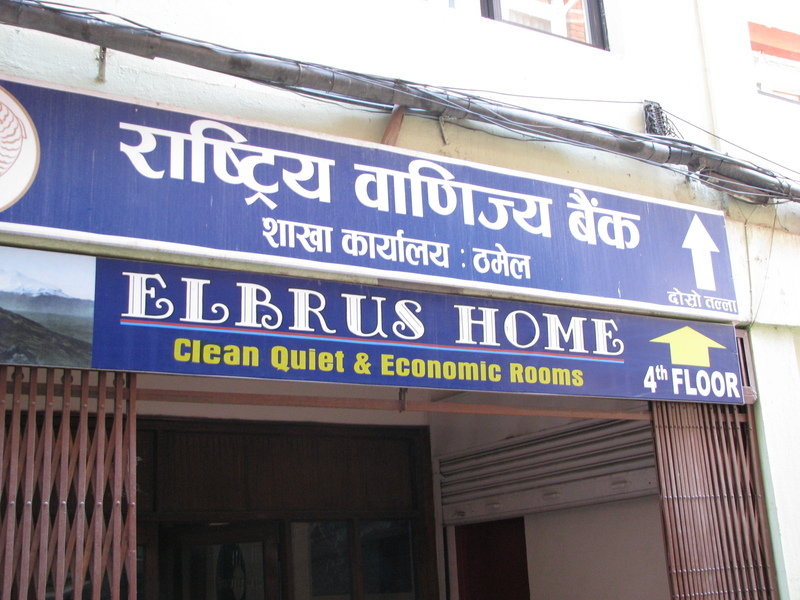 राष्ट्रिय वाणिज्य बैंक
शाखा कार्यालय : ठमेल
दोस्रो तल्ला
ELBRUS HOME
Clean Quiet & Economic Rooms
4th FLOOR